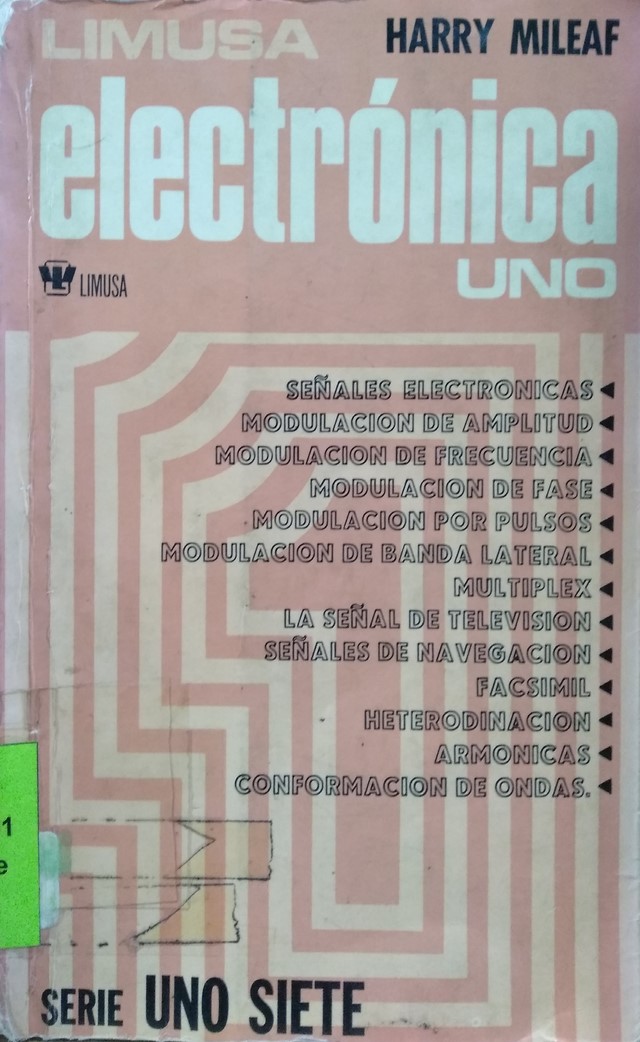 LIMUSA HARRY MILEAF
electrónica
UNO
LIMUSA
SEÑALES ELECTRONICAS
MODULACION DE AMPLITUD
MODULACION DE FRECUENCIA
MODULACION DE FASE
MODULACION POR PULSOS
MODULACION DE BANDA LATERAL
MULTIPLEX
LA SEÑAL DE TELEVISION
SEÑALES DE NAVEGACION
FACSIMIL
HETERODINACION
ARMONICAS
CONFORMACION DE ONDAS.
1
e
SERIE UNO SIETE